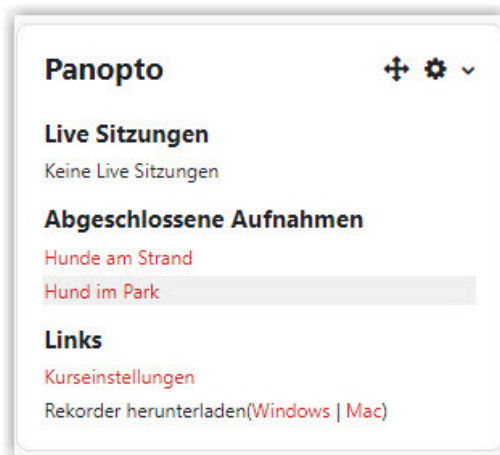 Panopto
Live Sitzungen
Keine Live Sitzungen
Abgeschlossene Aufnahmen
Hunde am Strand
Hund im Park
Links
Kurseinstellungen
Rekorder herunterladen(Windows | Mac)